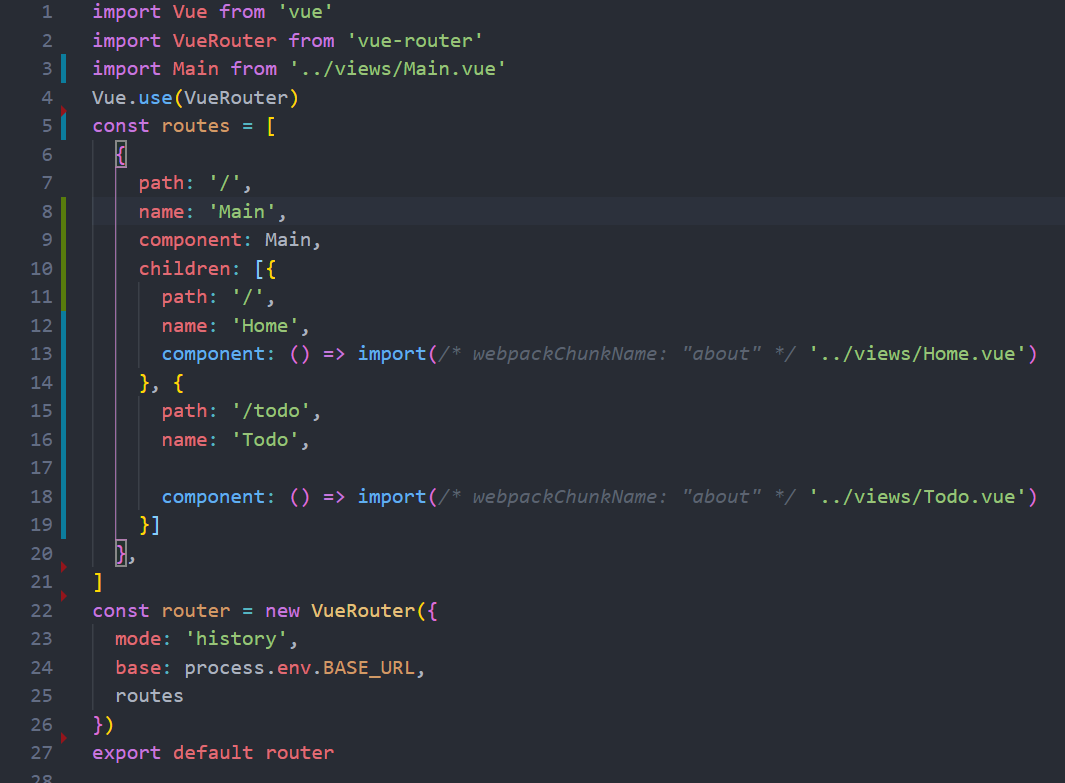 1 import Vue from 'vue'
2 import VueRouter from 'vue-router'
3 import Main from '../views/Main.vue'
4 Vue.use(VueRouter)
5 const routes = [
6   {
7     path: '/',
8     name: 'Main',
9     component: Main,
10     children: [{
11       path: '/',
12       name: 'Home',
13       component: () => import(/* webpackChunkName: "about" */ '../views/Home.vue')
14     }, {
15       path: '/todo',
16       name: 'Todo',
17
18       component: () => import(/* webpackChunkName: "about" */ '../views/Todo.vue')
19     }]
20   },
21 ]
22 const router = new VueRouter({
23   mode: 'history',
24   base: process.env.BASE_URL,
25   routes
26 })
27 export default router
28